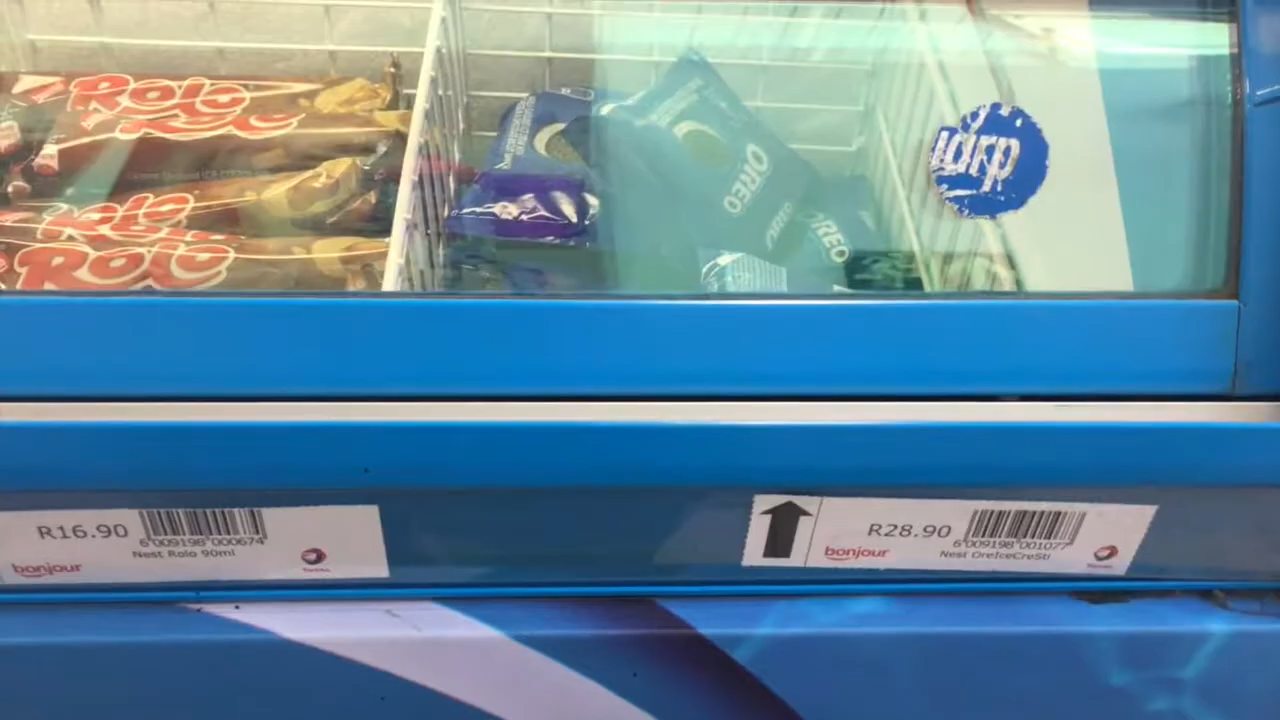 Rolo
Rolo
Rolo
OREO
OREO
R16.90
6 009198 000674
Nest Rolo 90ml
bonjour
R28.90
6 009198 001077
Nest OreIceCreSti
bonjour